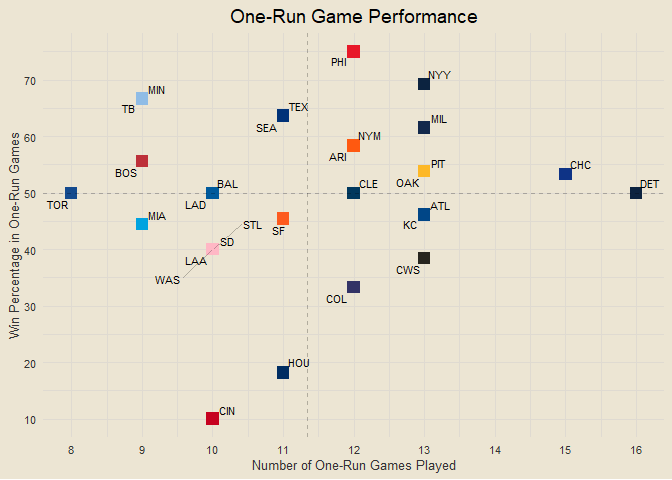 One-Run Game Performance
Win Percentage in One-Run Games
70
60
50
40
30
20
10
PHI
NYY
MIN
TB
TEX
SEA
MIL
NYM
ARI
BOS
PIT
OAK
CHC
TOR
BAL
LAD
CLE
DET
MIA
STL
SF
ATL
KC
SD
LAA
WAS
CWS
COL
HOU
CIN
8 9 10 11 12 13 14 15 16
Number of One-Run Games Played